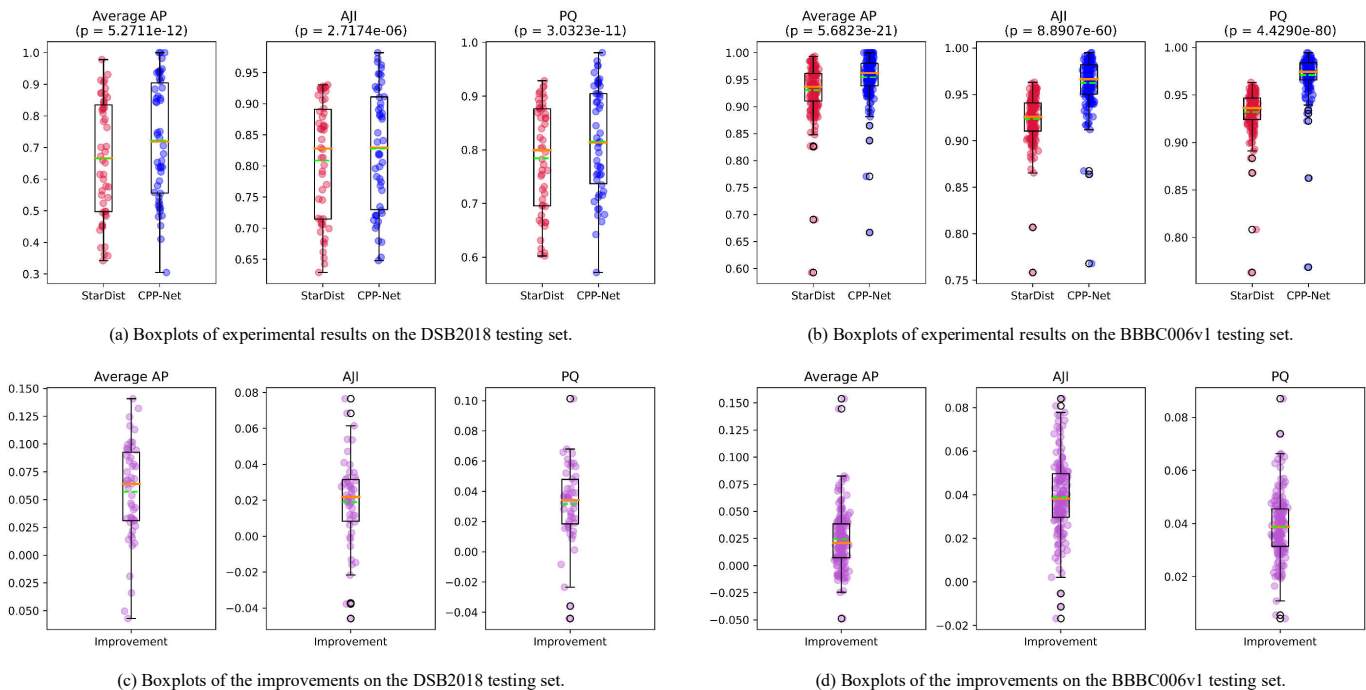 Average AP
(p = 5.2711e-12)
1.0
0.9
0.8
0.7
0.6
0.5
0.4
0.3
StarDist CPP-Net
AJI
(p = 2.7174e-06)
0.95
0.90
0.85
0.80
0.75
0.70
0.65
StarDist CPP-Net
PQ
(p = 3.0323e-11)
1.0
0.9
0.8
0.7
0.6
StarDist CPP-Net
(a) Boxplots of experimental results on the DSB2018 testing set.
Average AP
(p = 5.6823e-21)
1.00
0.95
0.90
0.85
0.80
0.75
0.70
0.65
0.60
StarDist CPP-Net
AJI
(p = 8.8907e-60)
1.00
0.95
0.90
0.85
0.80
0.75
StarDist CPP-Net
PQ
(p = 4.4290e-80)
1.00
0.95
0.90
0.85
0.80
StarDist CPP-Net
(b) Boxplots of experimental results on the BBBC006v1 testing set.
Average AP
0.150
0.125
0.100
0.075
0.050
0.025
0.000
0.025
0.050
Improvement
AJI
0.08
0.06
0.04
0.02
0.00
−0.02
−0.04
Improvement
PQ
0.10
0.08
0.06
0.04
0.02
0.00
−0.02
−0.04
Improvement
(c) Boxplots of the improvements on the DSB2018 testing set.
Average AP
0.150
0.125
0.100
0.075
0.050
0.025
0.000
−0.025
−0.050
Improvement
AJI
0.08
0.06
0.04
0.02
0.00
−0.02
Improvement
PQ
0.08
0.06
0.04
0.02
Improvement
(d) Boxplots of the improvements on the BBBC006v1 testing set.